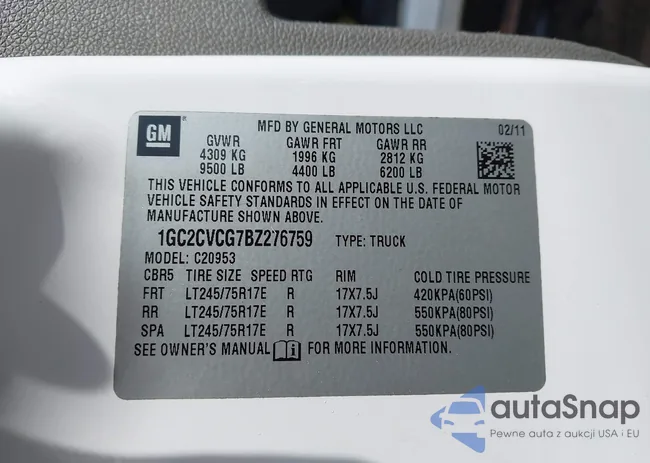 GM
MFD BY GENERAL MOTORS LLC 02/11
GVWR GAWR FRT GAWR RR
4309 KG 1996 KG 2812 KG
9500 LB 4400 LB 6200 LB
THIS VEHICLE CONFORMS TO ALL APPLICABLE U.S. FEDERAL MOTOR
VEHICLE SAFETY STANDARDS IN EFFECT ON THE DATE OF
MANUFACTURE SHOWN ABOVE.
1GC2CVCG7BZ276759 TYPE: TRUCK
MODEL: C20953
CBR5 TIRE SIZE SPEED RTG RIM COLD TIRE PRESSURE
FRT LT245/75R17E R 17X7.5J 420KPA(60PSI)
RR LT245/75R17E R 17X7.5J 550KPA(80PSI)
SPA LT245/75R17E R 17X7.5J 550KPA(80PSI)
SEE OWNER'S MANUAL i FOR MORE INFORMATION.
autaSnap
Pewne auta z aukcji USA i EU